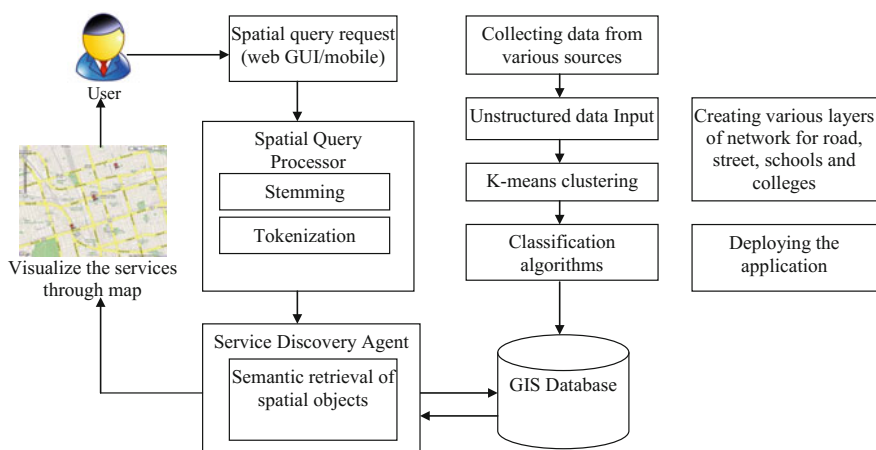 Spatial query request
(web GUI/mobile)
User
Spatial Query
Processor
Stemming
Tokenization
Visualize the services
through map
Service Discovery Agent
Semantic retrieval of
spatial objects
Collecting data from
various sources
Unstructured data Input
K-means clustering
Classification
algorithms
GIS Database
Creating various layers
of network for road,
street, schools and
colleges
Deploying the
application